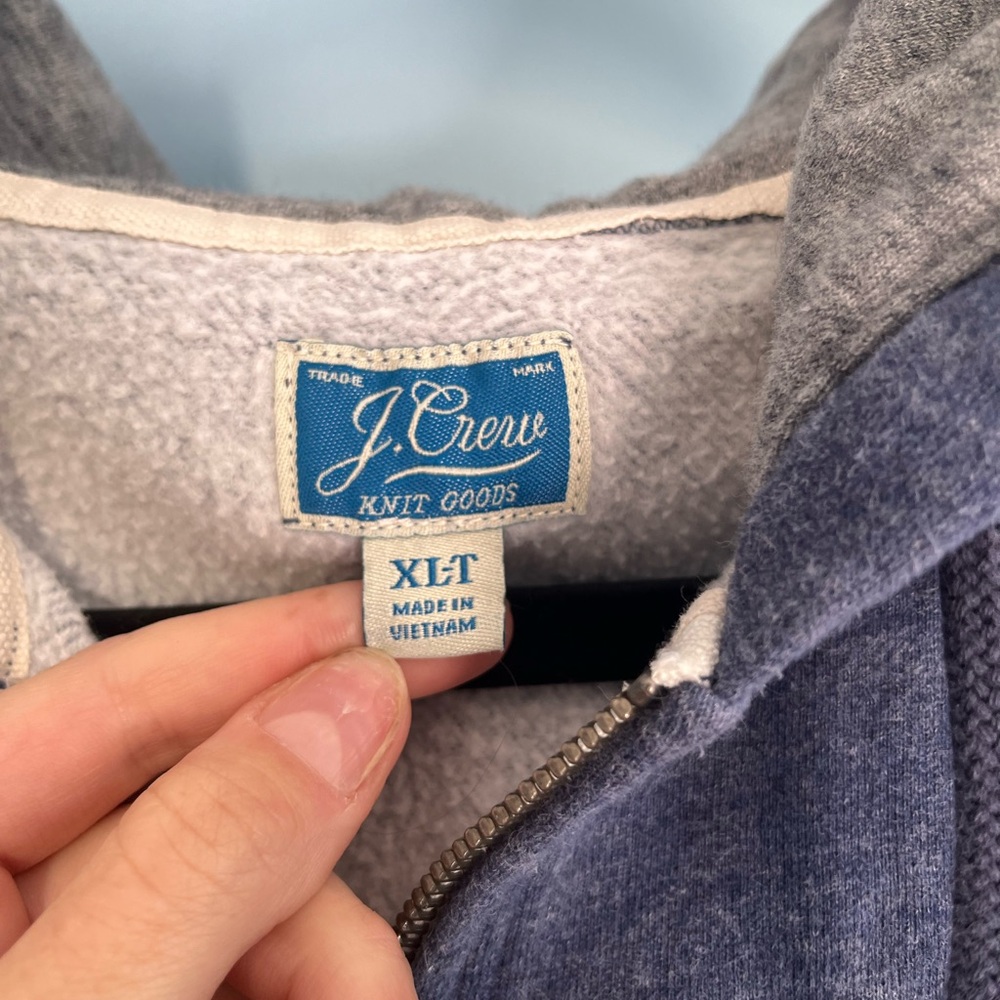 TRADE MARK
J.Crew
KNIT GOODS
XL-T
MADE IN
VIETNAM